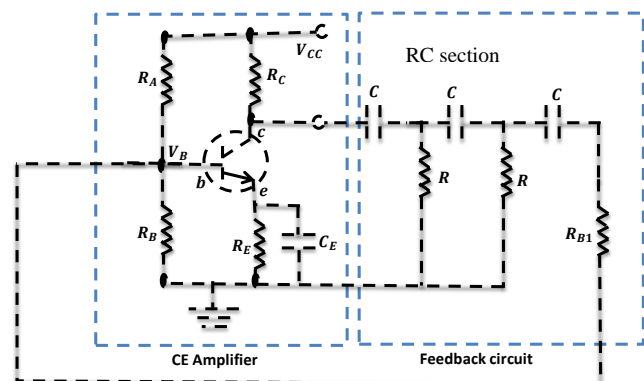 V_CC
RC section
R_A
R_C
C
C
C
c
V_B
b
e
R
R
R_B
R_E
C_E
R_B1
CE Amplifier
Feedback circuit